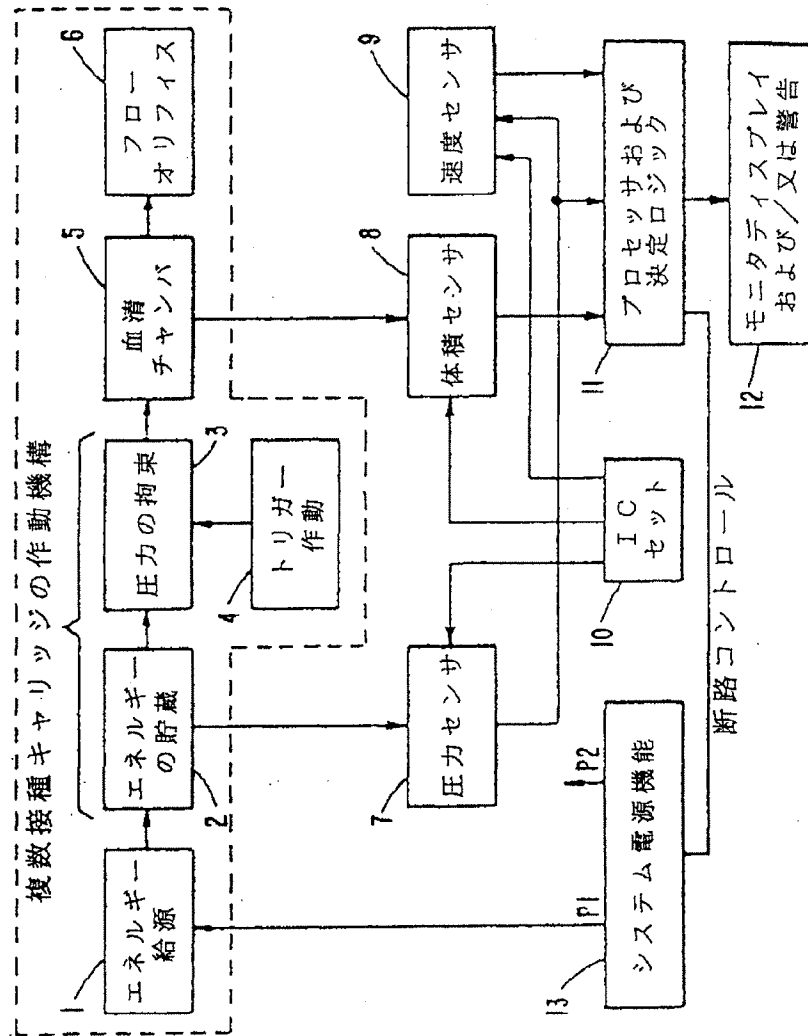 複数接種キャリッジの作動機構
1
エネルギー
給源
2
エネルギー
の貯蔵
3
圧力の拘束
4
トリガー
作動
5
血清
チャンバ
6
フロー
オリフィス
7
圧力センサ
8
体積センサ
9
速度センサ
10
IC
セット
11
プロセッサおよび
決定ロジック
12
モニタディスプレイ
および/又は警告
13
システム電源機能
P1
P2
断路コントロール